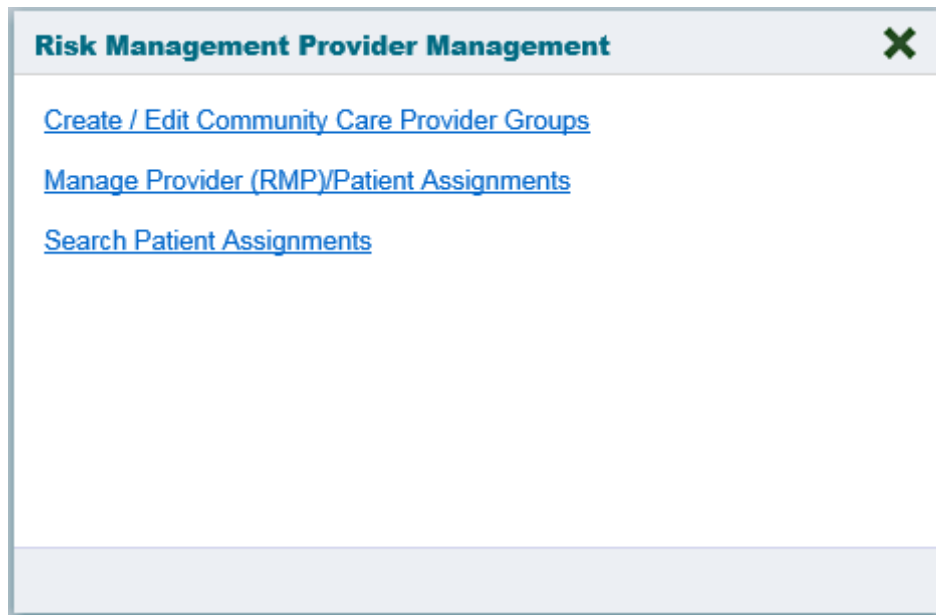 Risk Management Provider Management
Create / Edit Community Care Provider Groups
Manage Provider (RMP)/Patient Assignments
Search Patient Assignments